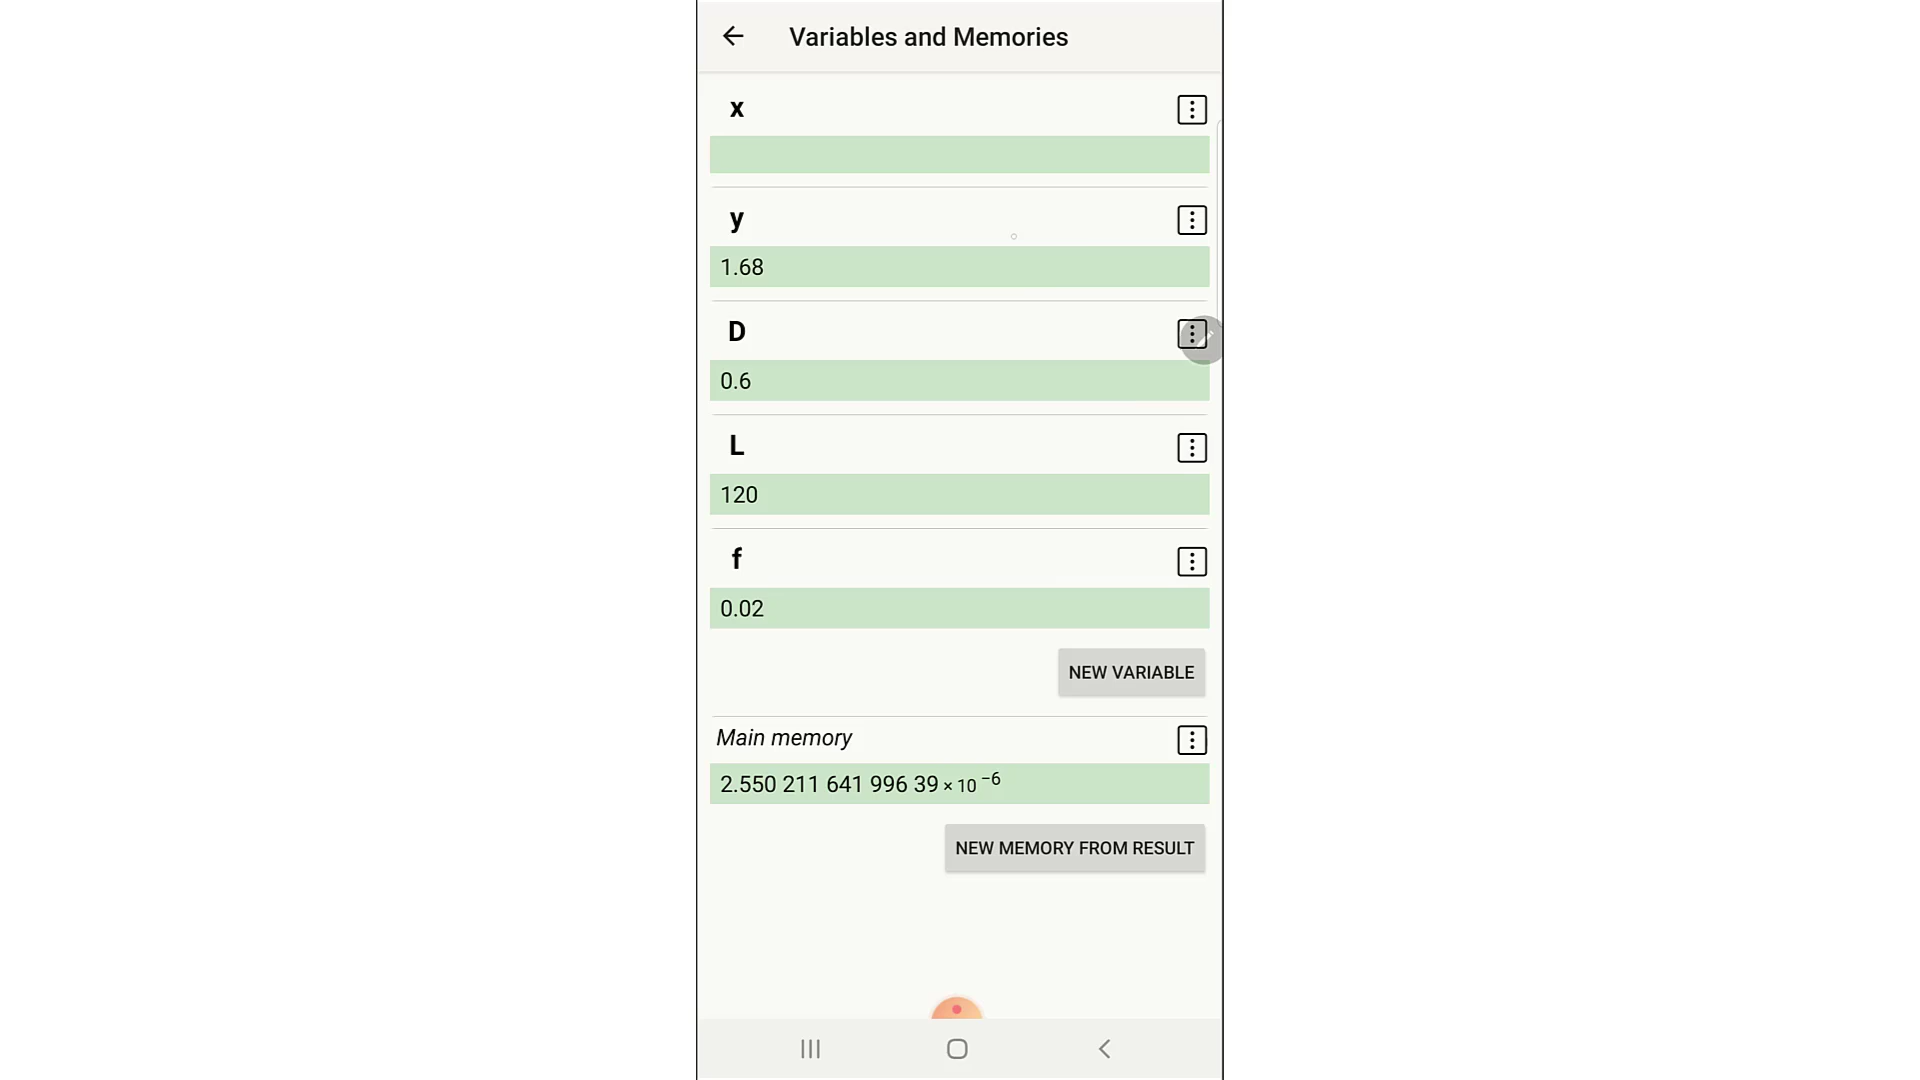 Variables and Memories
x
y
1.68
D
0.6
L
120
f
0.02
NEW VARIABLE
Main memory
2.550 211 641 996 39 × 10 ⁻⁶
NEW MEMORY FROM RESULT